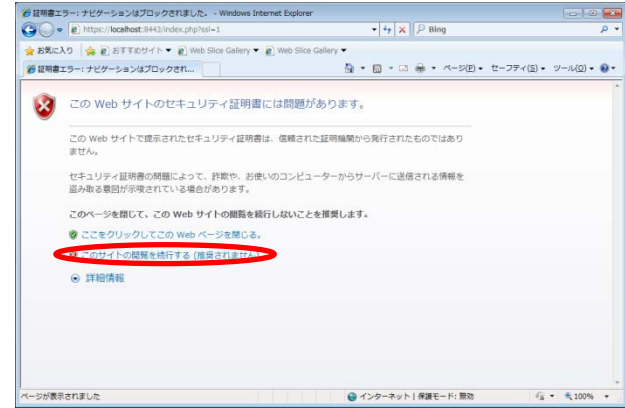 証明書エラー: ナビゲーションはブロックされました。 - Windows Internet Explorer
https://localhost:8443/index.php?ssl=1
Bing
お気に入り
おすすめサイト
Web Slice Gallery
Web Slice Gallery
証明書エラー: ナビゲーションはブロックされ...
ページ(P)
セーフティ(S)
ツール(O)
この Web サイトのセキュリティ証明書には問題があります。
この Web サイトで提示されたセキュリティ証明書は、信頼された証明機関から発行されたものではあり
ません。
セキュリティ証明書の問題によって、詐欺や、お使いのコンピューターからサーバーに送信される情報を
盗み取る意図が示唆されている場合があります。
このページを閉じて、この Web サイトの閲覧を続行しないことを推奨します。
ここをクリックしてこの Web ページを閉じる。
このサイトの閲覧を続行する (推奨されません)。
詳細情報
ページが表示されました
インターネット | 保護モード: 無効
100%